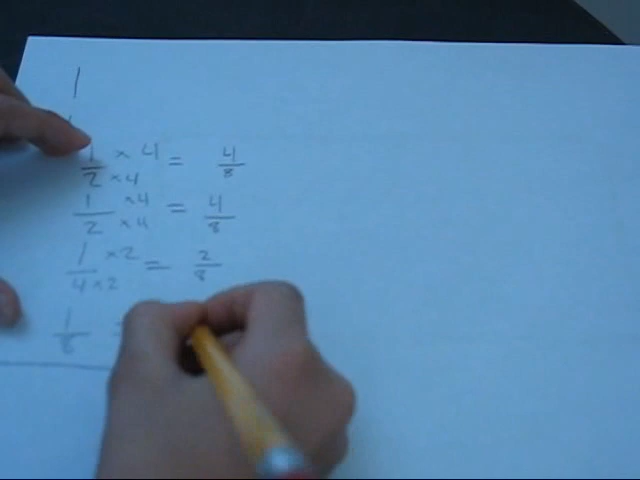 1
1/2 ×4 ×4 = 4/8
1/2 ×4 ×4 = 4/8
1/4 ×2 ×2 = 2/8
1/8